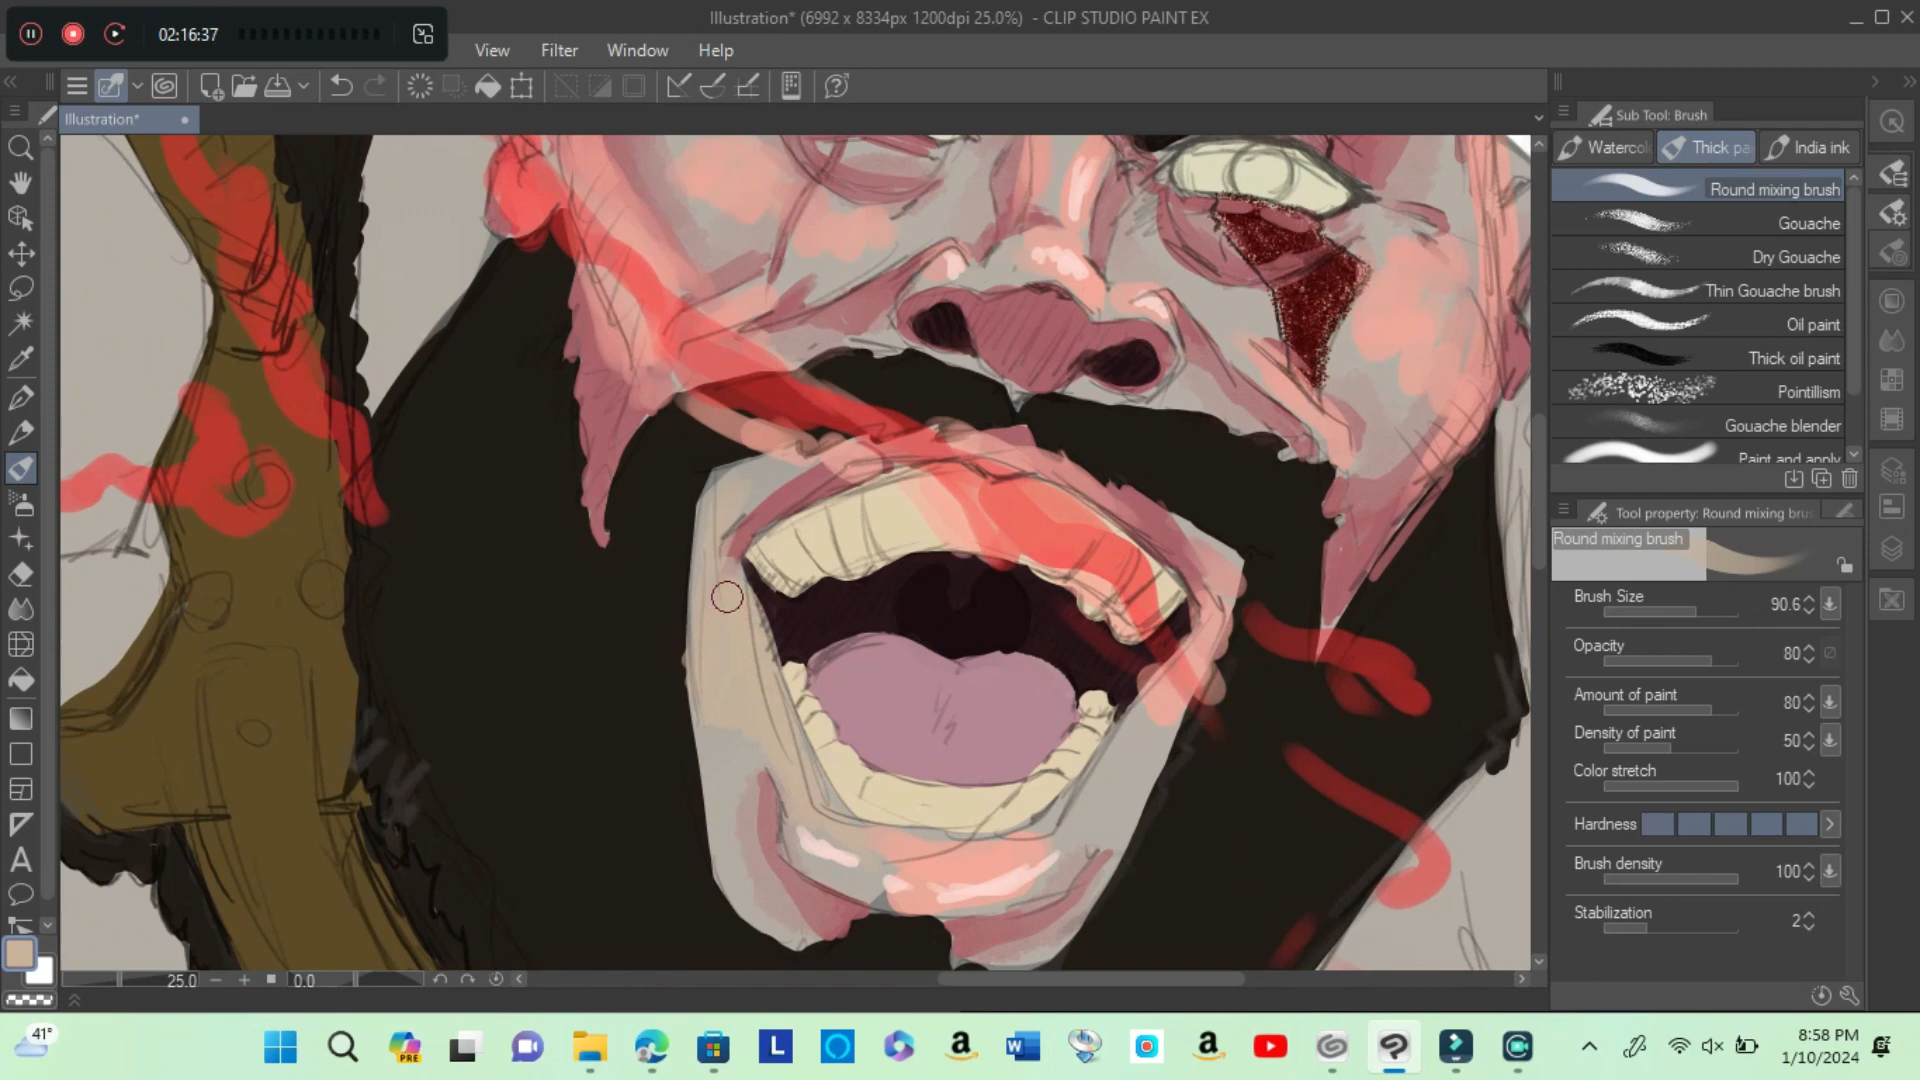 Illustration* (6992 x 8334px 1200dpi 25.0%) - CLIP STUDIO PAINT EX
02:16:37
View Filter Window Help
Illustration*
Sub Tool: Brush
Watercol Thick pa India ink
Round mixing brush
Gouache
Dry Gouache
Thin Gouache brush
Oil paint
Thick oil paint
Pointillism
Gouache blender
Paint and apply
Tool property: Round mixing brus
Round mixing brush
Brush Size 90.6
Opacity 80
Amount of paint 80
Density of paint 50
Color stretch 100
Hardness
Brush density 100
Stabilization 2
25.0 0.0
41°
PRE
L
W
8:58 PM
1/10/2024